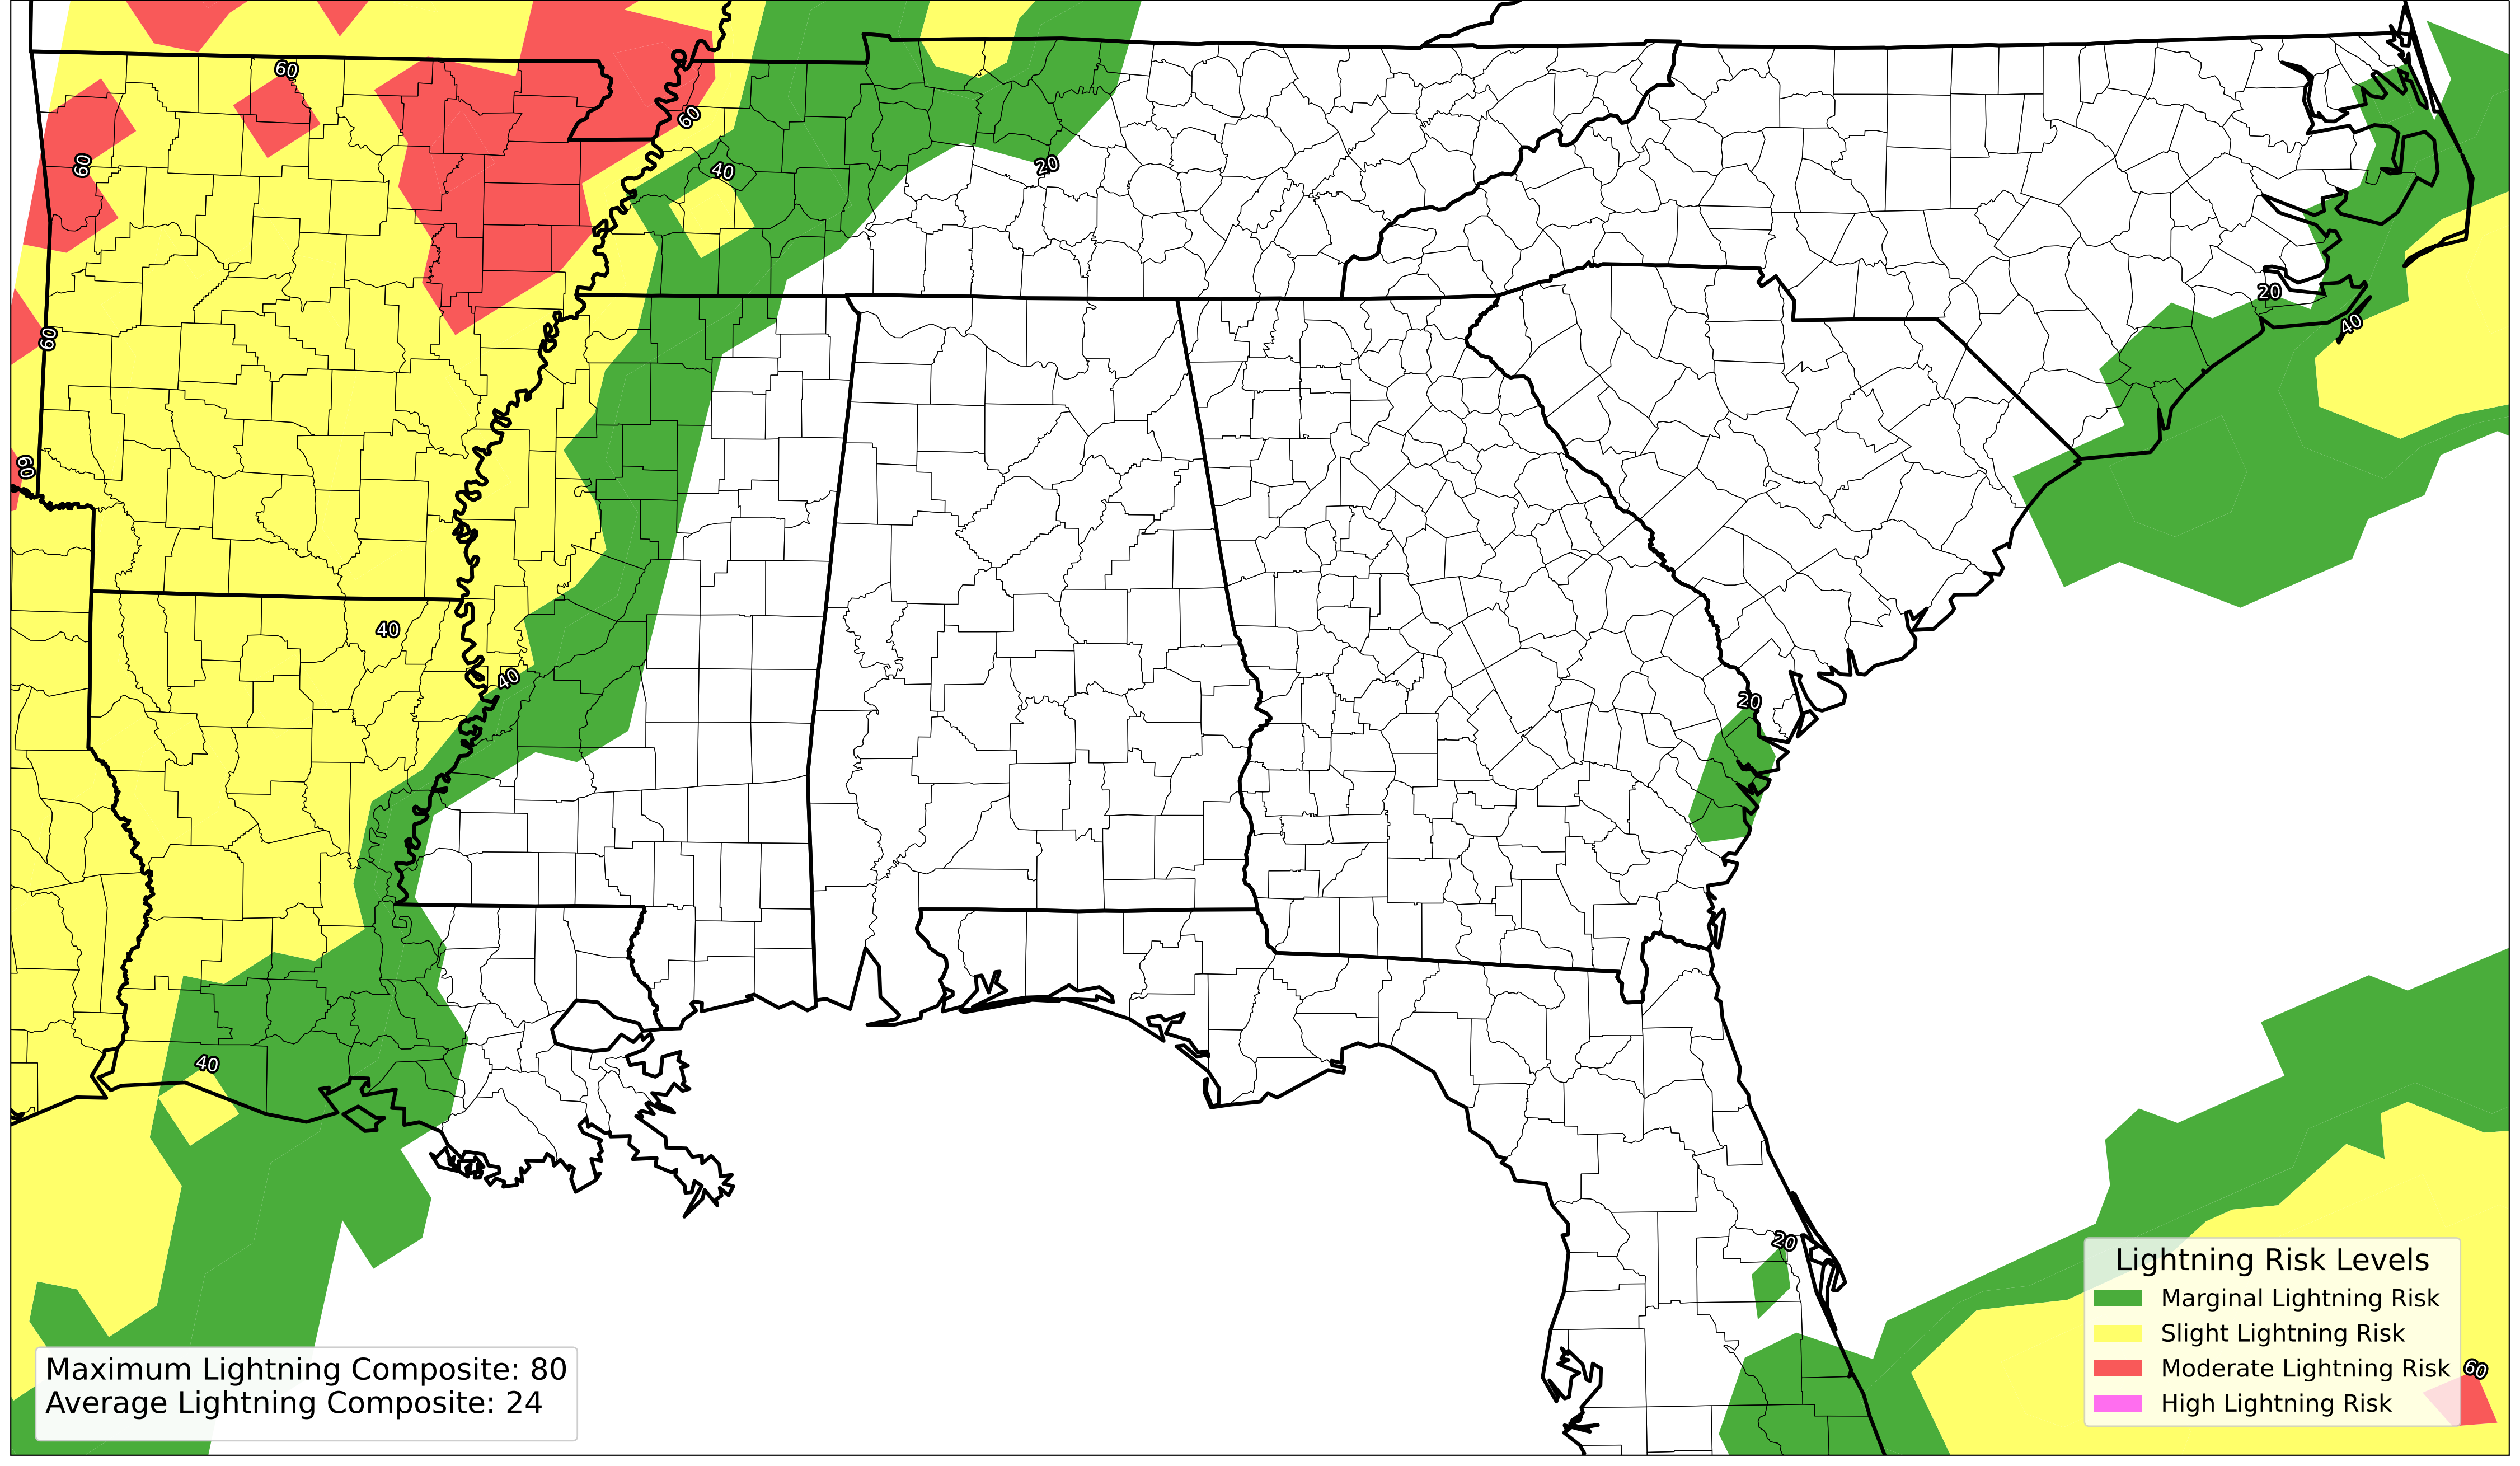 60
60
60
40
20
60
60
20
40
40
40
20
40
20
60
Lightning Risk Levels
Marginal Lightning Risk
Slight Lightning Risk
Moderate Lightning Risk
High Lightning Risk
Maximum Lightning Composite: 80
Average Lightning Composite: 24